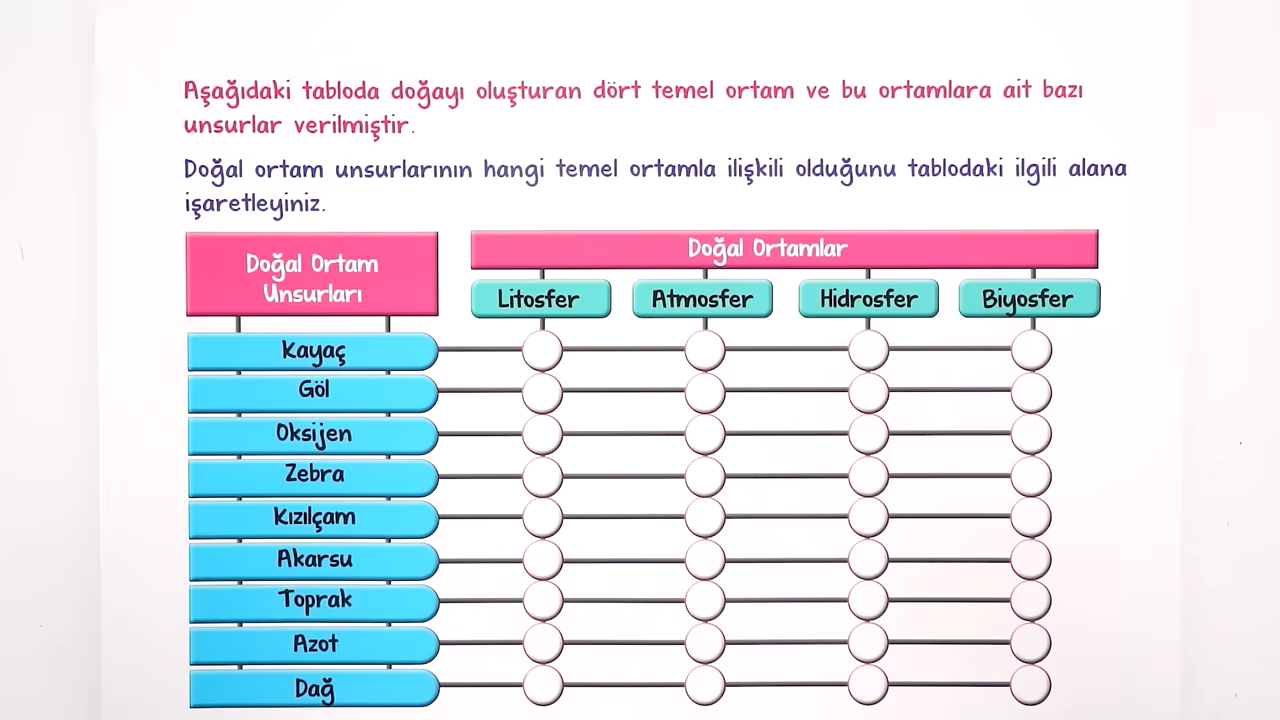 Aşağıdaki tabloda doğayı oluşturan dört temel ortam ve bu ortamlara ait bazı
unsurlar verilmiştir.
Doğal ortam unsurlarının hangi temel ortamla ilişkili olduğunu tablodaki ilgili alana
işaretleyiniz.
Doğal Ortam
Unsurları
Doğal Ortamlar
Litosfer
Atmosfer
Hidrosfer
Biyosfer
Kayaç
Göl
Oksijen
Zebra
Kızılçam
Akarsu
Toprak
Azot
Dağ